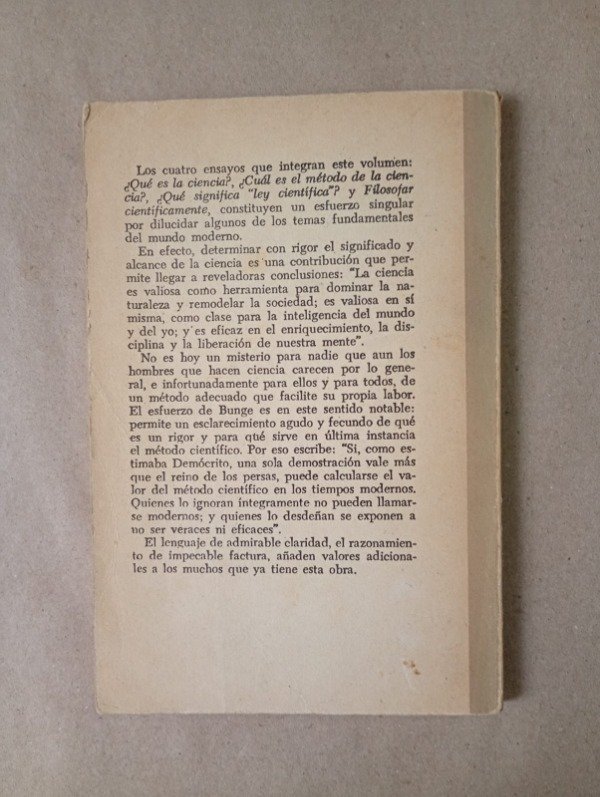 Los cuatro ensayos que integran este volumen:
¿Qué es la ciencia?, ¿Cuál es el método de la cien-
cia?, ¿Qué significa "ley científica"? y Filosofar
científicamente, constituyen un esfuerzo singular
por dilucidar algunos de los temas fundamentales
del mundo moderno.
En efecto, determinar con rigor el significado y
alcance de la ciencia es una contribución que per-
mite llegar a reveladoras conclusiones: "La ciencia
es valiosa como herramienta para dominar la na-
turaleza y remodelar la sociedad; es valiosa en sí
misma, como clase para la inteligencia del mundo
y del yo; y es eficaz en el enriquecimiento, la dis-
ciplina y la liberación de nuestra mente".
No es hoy un misterio para nadie que aun los
hombres que hacen ciencia carecen por lo gene-
ral, e infortunadamente para ellos y para todos, de
un método adecuado que facilite su propia labor.
El esfuerzo de Bunge es en este sentido notable:
permite un esclarecimiento agudo y fecundo de qué
es un rigor y para qué sirve en última instancia
el método científico. Por eso escribe: "Si, como es-
timaba Demócrito, una sola demostración vale más
que el reino de los persas, puede calcularse el va-
lor del método científico en los tiempos modernos.
Quienes lo ignoran íntegramente no pueden llamar-
se modernos; y quienes lo desdeñan se exponen a
no ser veraces ni eficaces".
El lenguaje de admirable claridad, el razonamien-
to de impecable factura, añaden valores adiciona-
les a los muchos que ya tiene esta obra.